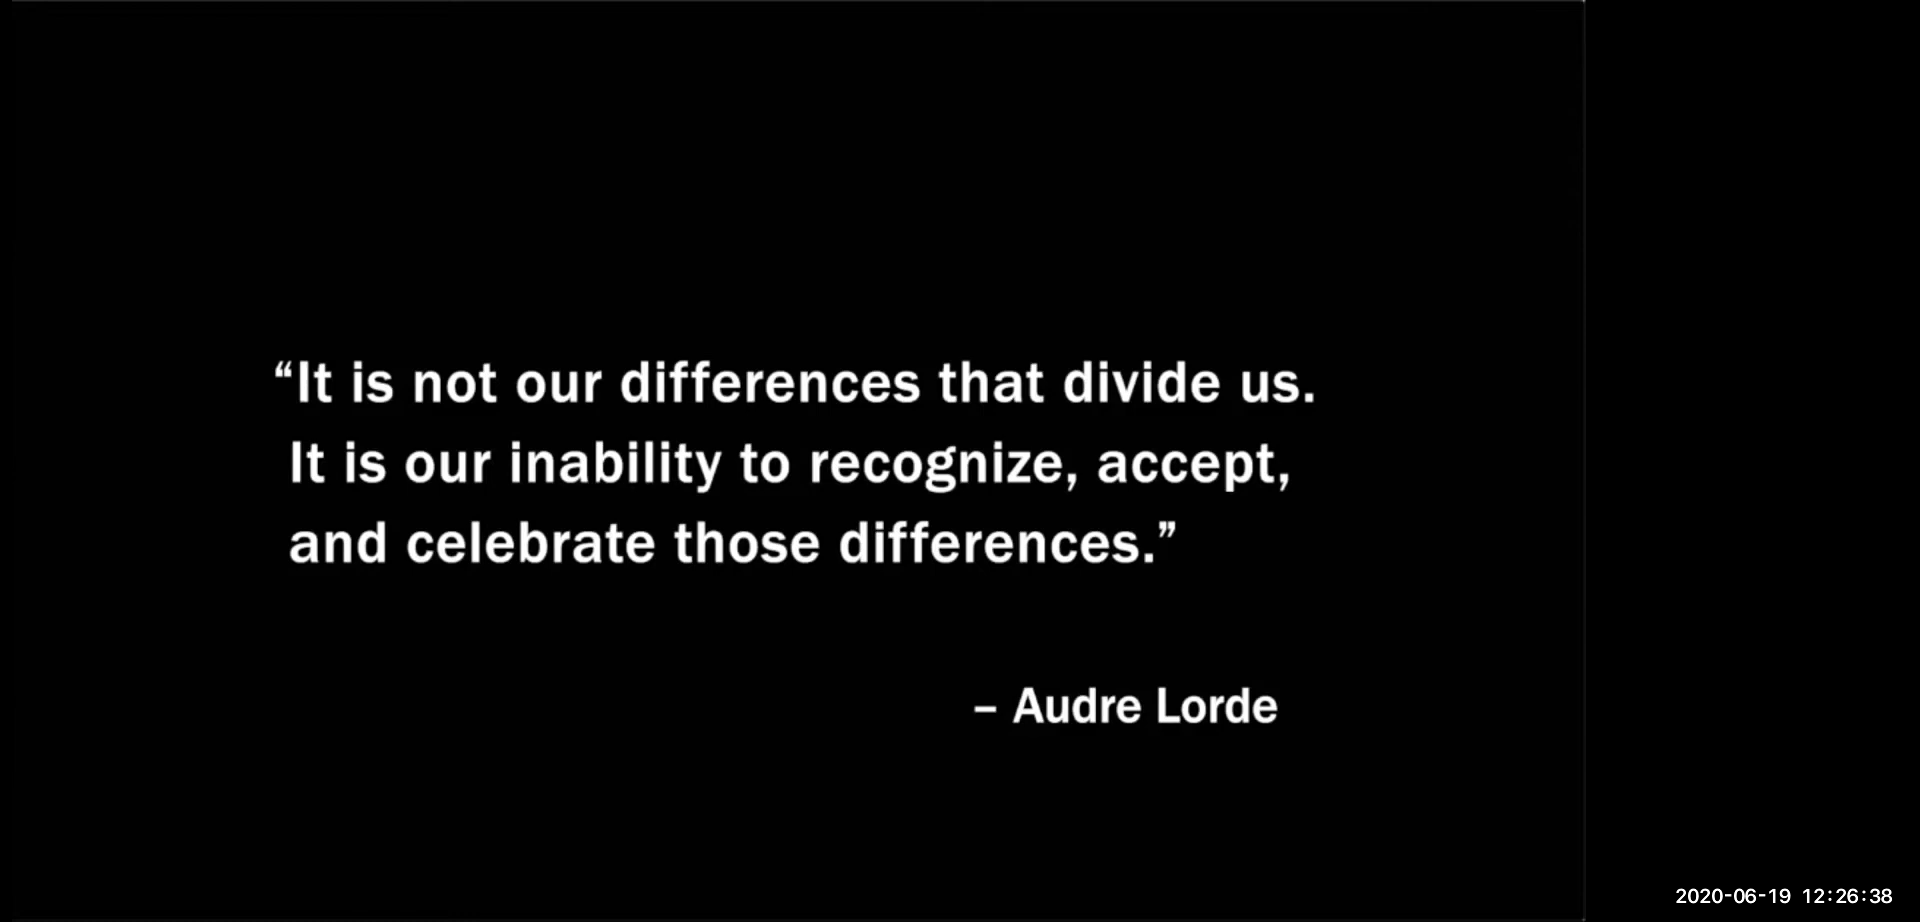 “It is not our differences that divide us.
It is our inability to recognize, accept,
and celebrate those differences.”
– Audre Lorde
2020-06-19 12:26:38